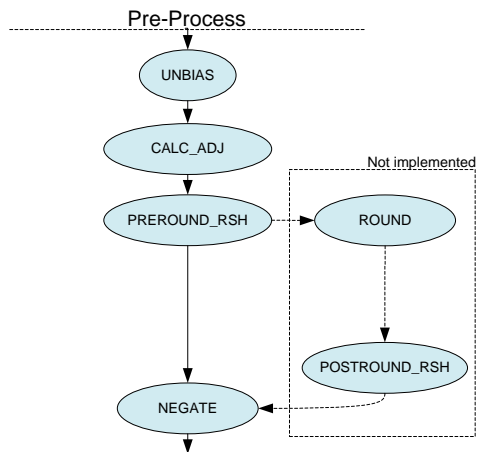 Pre-Process
UNBIAS
CALC_ADJ
Not implemented
PREROUND_RSH
ROUND
POSTROUND_RSH
NEGATE